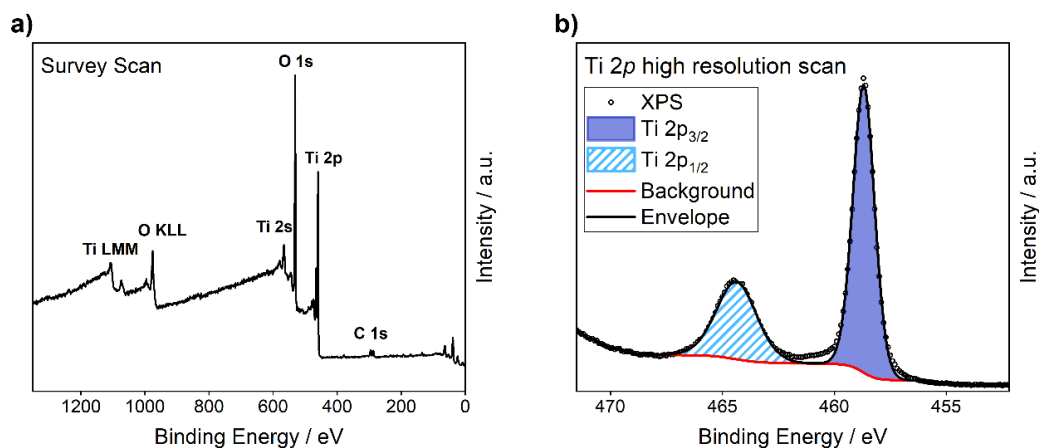 a)
Survey Scan
O 1s
Ti 2p
Ti 2s
O KLL
Ti LMM
C 1s
1200 1000 800 600 400 200 0
Binding Energy / eV
Intensity / a.u.
b)
Ti 2p high resolution scan
XPS
Ti 2p3/2
Ti 2p1/2
Background
Envelope
470 465 460 455
Binding Energy / eV
Intensity / a.u.